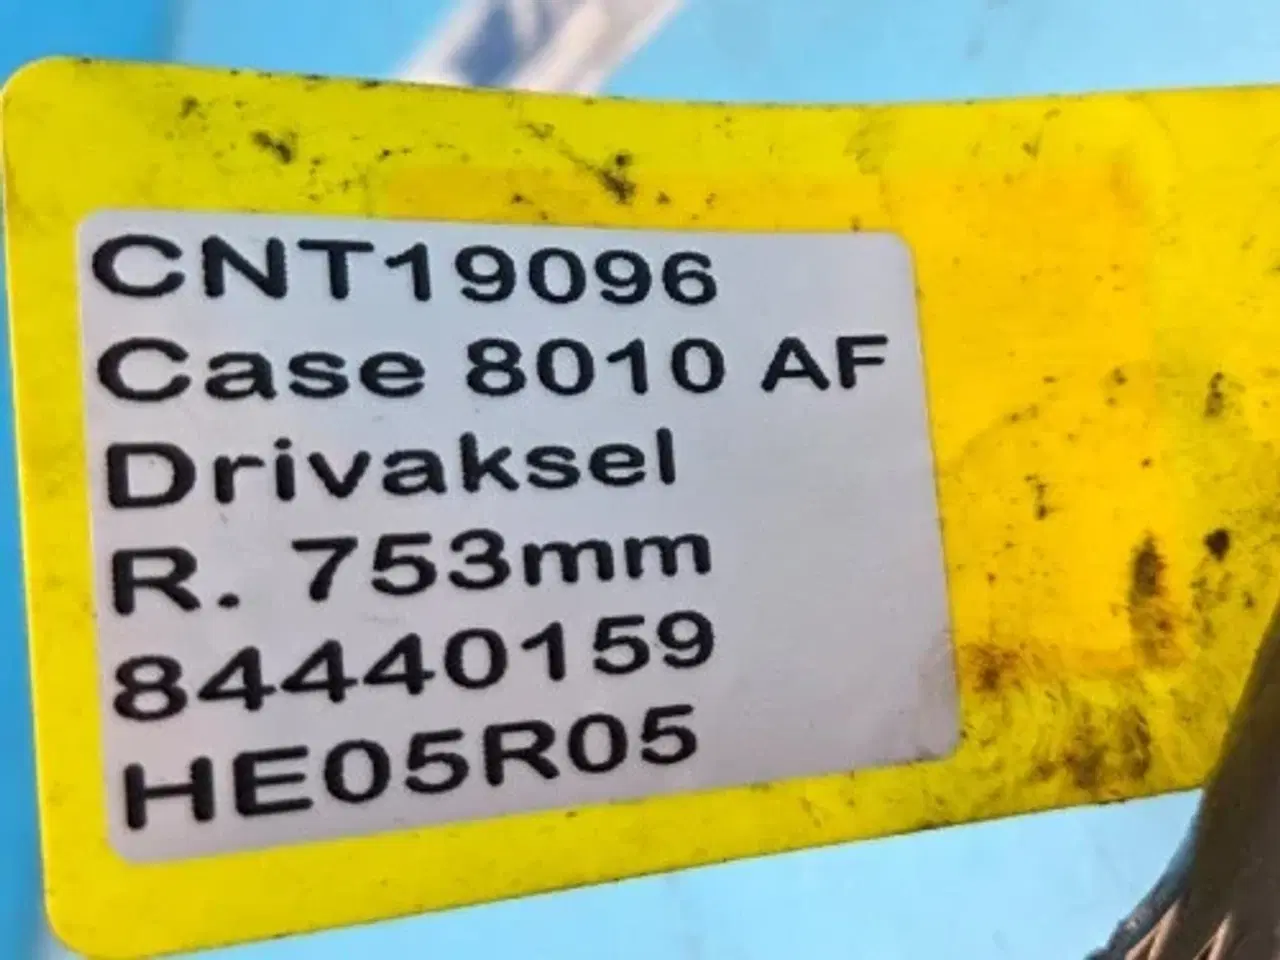 CNT19096
Case 8010 AF
Drivaksel
R. 753mm
84440159
HE05R05